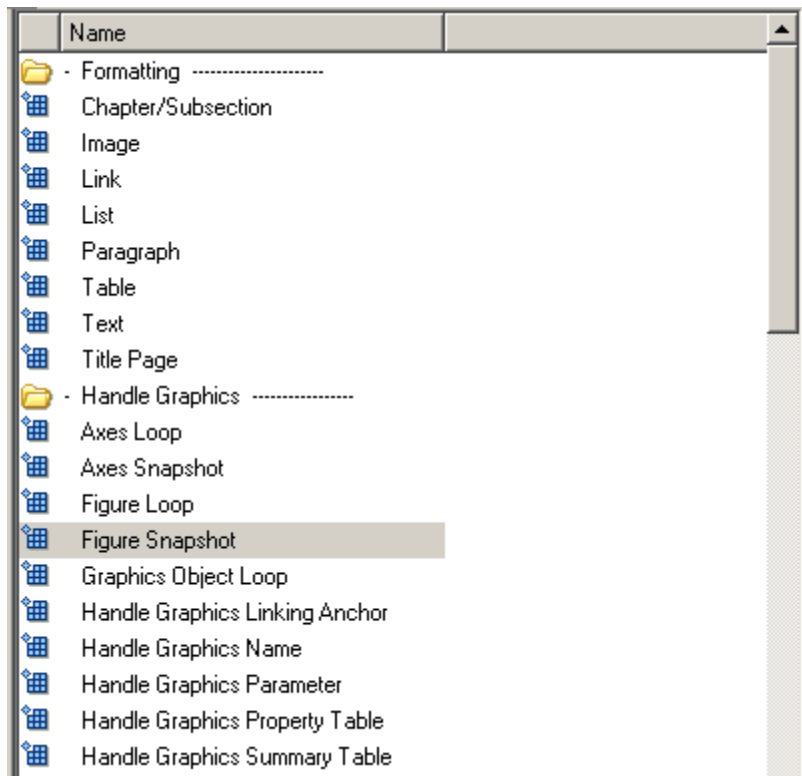 Name
- Formatting ----------------------
Chapter/Subsection
Image
Link
List
Paragraph
Table
Text
Title Page
- Handle Graphics -----------------
Axes Loop
Axes Snapshot
Figure Loop
Figure Snapshot
Graphics Object Loop
Handle Graphics Linking Anchor
Handle Graphics Name
Handle Graphics Parameter
Handle Graphics Property Table
Handle Graphics Summary Table